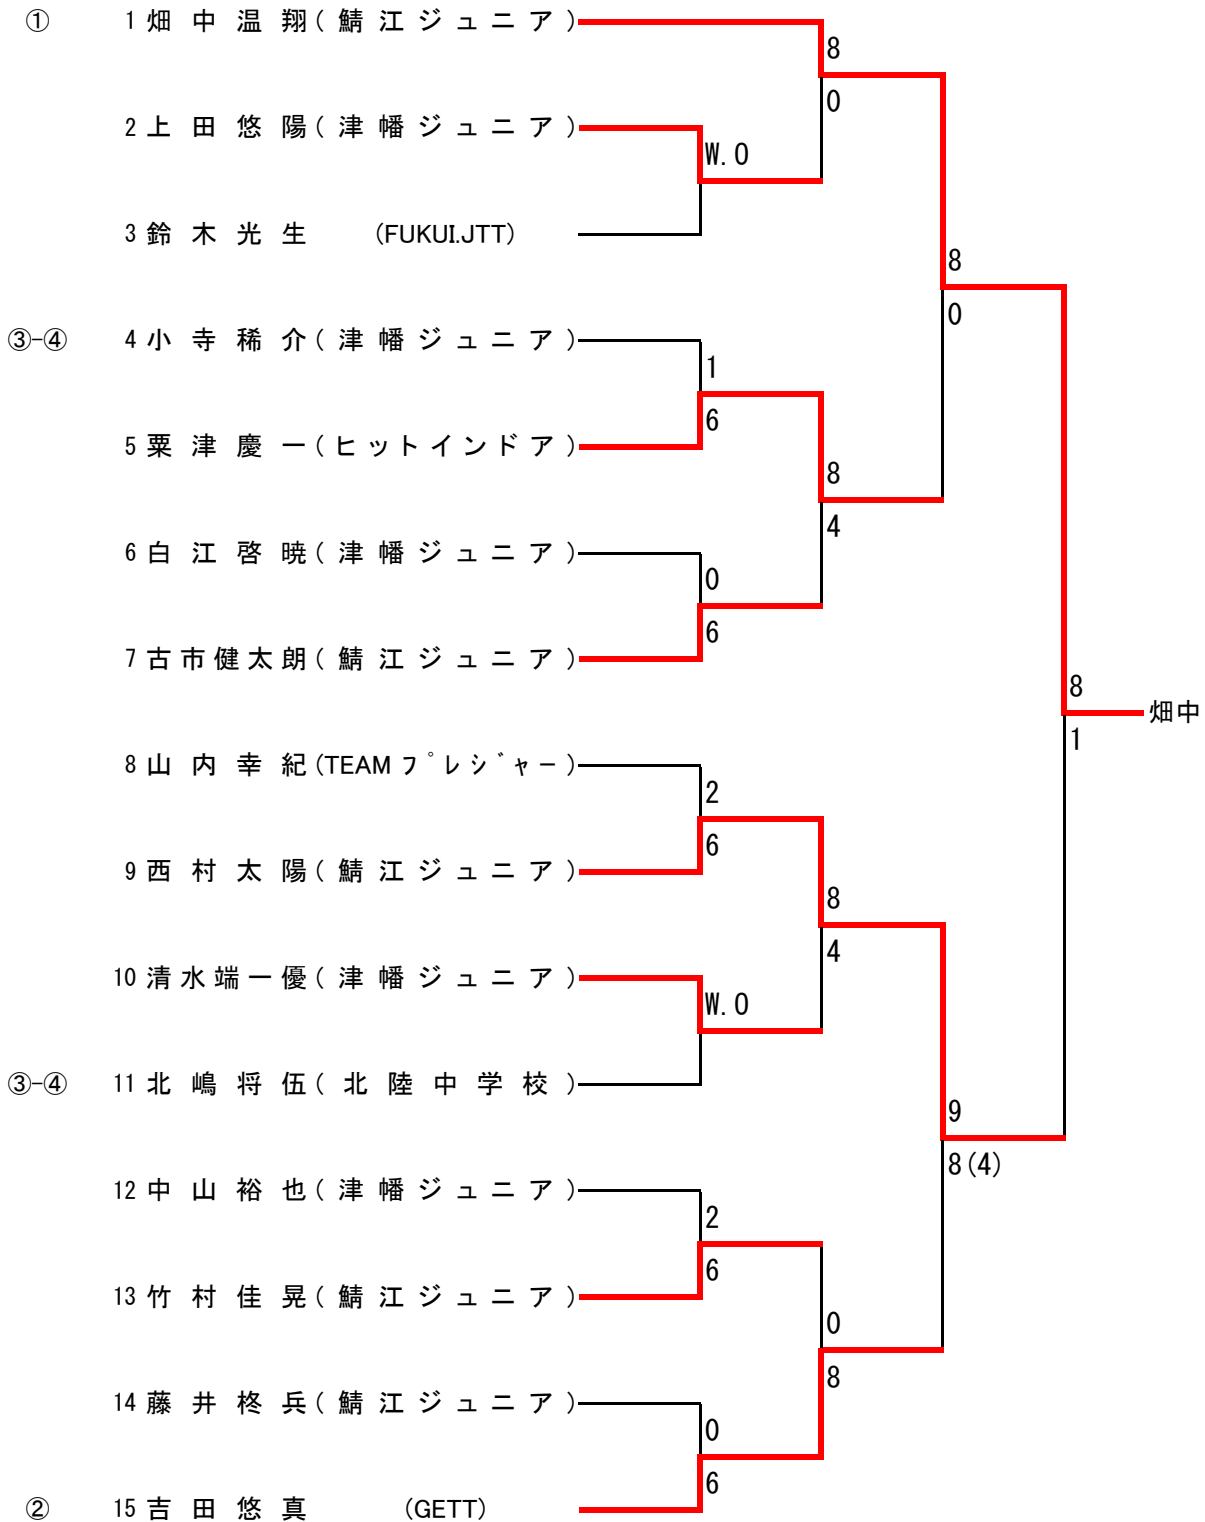 ① 1 畑中温翔(鯖江ジュニア)
8
0
2 上田悠陽(津幡ジュニア)
W.O
3 鈴木光生 (FUKUI.JTT)
8
0
③-④ 4 小寺稀介(津幡ジュニア)
1
6
5 粟津慶一(ヒットインドア)
8
4
6 白江啓暁(津幡ジュニア)
0
6
7 古市健太朗(鯖江ジュニア)
8
畑中
1
8 山内幸紀(TEAMプレジャー)
2
6
9 西村太陽(鯖江ジュニア)
8
4
10 清水端一優(津幡ジュニア)
W.O
③-④ 11 北嶋将伍(北陸中学校)
9
8(4)
12 中山裕也(津幡ジュニア)
2
6
13 竹村佳晃(鯖江ジュニア)
0
8
14 藤井柊兵(鯖江ジュニア)
0
6
② 15 吉田悠真 (GETT)